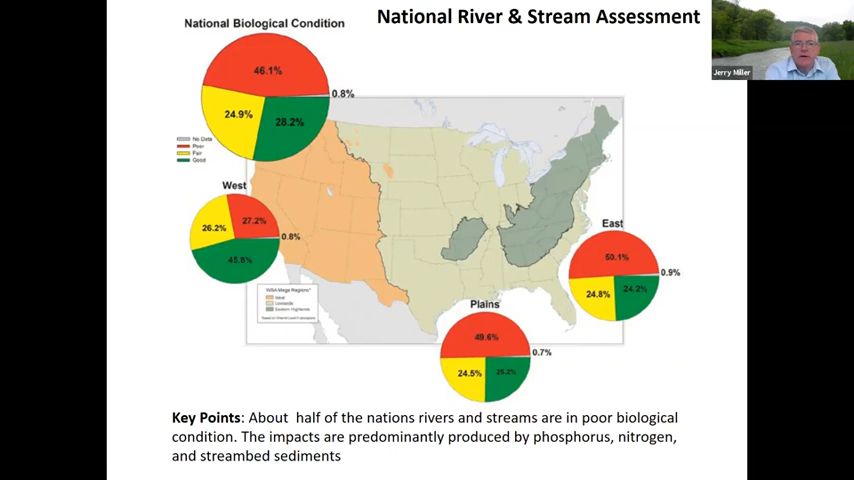 National River & Stream Assessment
Jerry Miller
National Biological Condition
46.1%
0.8%
24.9%
28.2%
No Data
Poor
Fair
Good
West
27.2%
26.2%
0.8%
45.8%
East
50.1%
0.9%
24.8%
24.2%
WSA Mega Regions*
West
Lowlands
Eastern Highlands
Plains
49.6%
0.7%
24.5%
25.2%
Key Points: About half of the nations rivers and streams are in poor biological
condition. The impacts are predominantly produced by phosphorus, nitrogen,
and streambed sediments